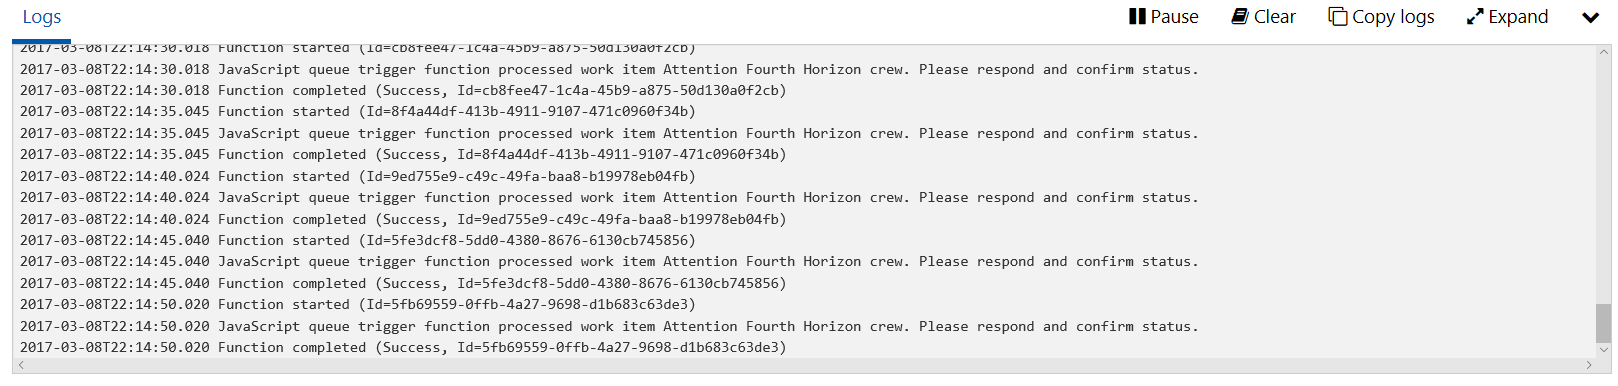 Logs
Pause
Clear
Copy logs
Expand
2017-03-08T22:14:30.018 Function started (Id=cb8fee47-1c4a-45b9-a875-50d130a0f2cb)
2017-03-08T22:14:30.018 JavaScript queue trigger function processed work item Attention Fourth Horizon crew. Please respond and confirm status.
2017-03-08T22:14:30.018 Function completed (Success, Id=cb8fee47-1c4a-45b9-a875-50d130a0f2cb)
2017-03-08T22:14:35.045 Function started (Id=8f4a44df-413b-4911-9107-471c0960f34b)
2017-03-08T22:14:35.045 JavaScript queue trigger function processed work item Attention Fourth Horizon crew. Please respond and confirm status.
2017-03-08T22:14:35.045 Function completed (Success, Id=8f4a44df-413b-4911-9107-471c0960f34b)
2017-03-08T22:14:40.024 Function started (Id=9ed755e9-c49c-49fa-baa8-b19978eb04fb)
2017-03-08T22:14:40.024 JavaScript queue trigger function processed work item Attention Fourth Horizon crew. Please respond and confirm status.
2017-03-08T22:14:40.024 Function completed (Success, Id=9ed755e9-c49c-49fa-baa8-b19978eb04fb)
2017-03-08T22:14:45.040 Function started (Id=5fe3dcf8-5dd0-4380-8676-6130cb745856)
2017-03-08T22:14:45.040 JavaScript queue trigger function processed work item Attention Fourth Horizon crew. Please respond and confirm status.
2017-03-08T22:14:45.040 Function completed (Success, Id=5fe3dcf8-5dd0-4380-8676-6130cb745856)
2017-03-08T22:14:50.020 Function started (Id=5fb69559-0ffb-4a27-9698-d1b683c63de3)
2017-03-08T22:14:50.020 JavaScript queue trigger function processed work item Attention Fourth Horizon crew. Please respond and confirm status.
2017-03-08T22:14:50.020 Function completed (Success, Id=5fb69559-0ffb-4a27-9698-d1b683c63de3)